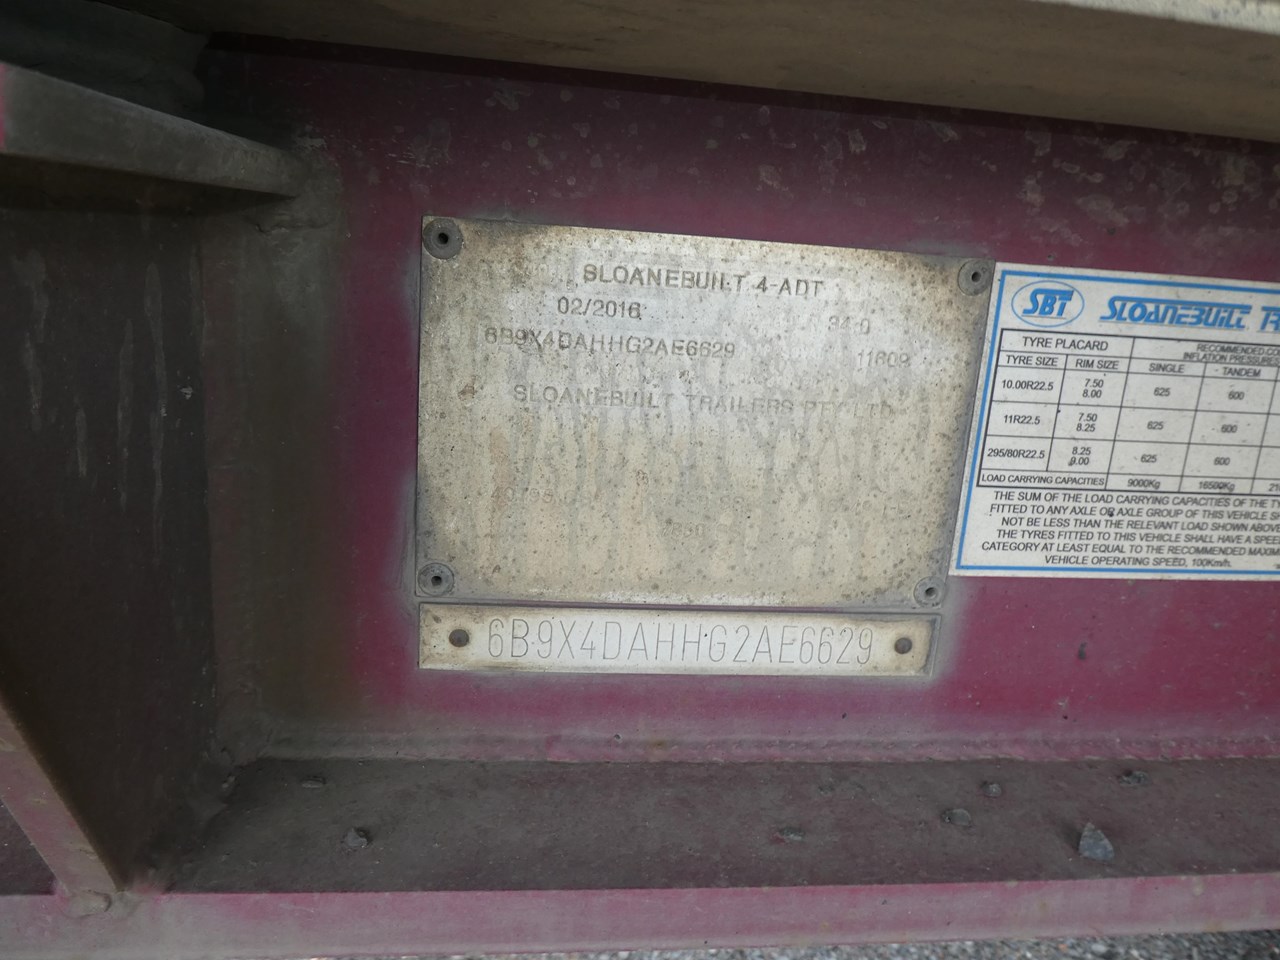 SLOANEBUILT 4-ADT
02/2016 34.0
6B9X4DAHHG2AE6629 11609
SLOANEBUILT TRAILERS PTY LTD
6B9X4DAHHG2AE6629
SBT SLOANEBUILT
TYRE PLACARD
RECOMMENDED
INFLATION
TYRE SIZE RIM SIZE SINGLE TANDEM
10.00R22.5 7.50 8.00 625 600
11R22.5 7.50 8.25 625 600
295/80R22.5 8.25 9.00 625 600
LOAD CARRYING CAPACITIES 9000Kg 16500Kg
THE SUM OF THE LOAD CARRYING CAPACITIES OF THE
FITTED TO ANY AXLE OR AXLE GROUP OF THIS VEHICLE
NOT BE LESS THAN THE RELEVANT LOAD SHOWN
THE TYRES FITTED TO THIS VEHICLE SHALL HAVE A
CATEGORY AT LEAST EQUAL TO THE RECOMMENDED
VEHICLE OPERATING SPEED, 100Km/h.